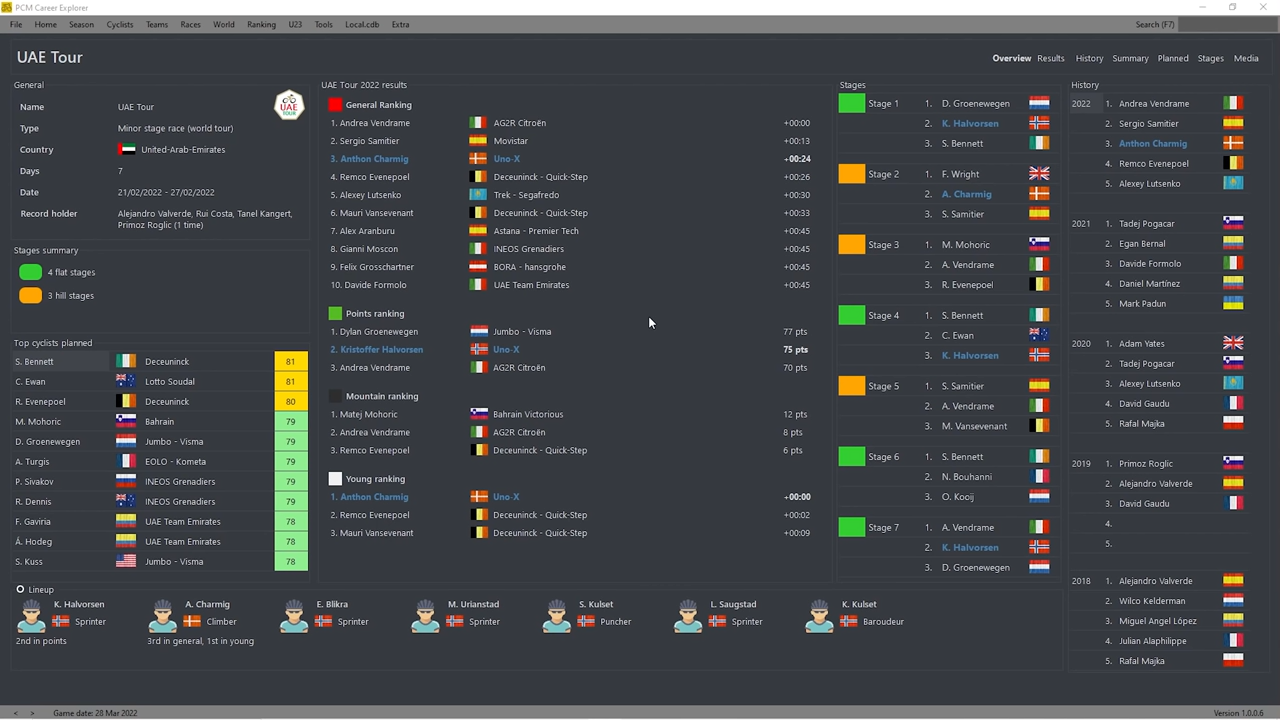 PCM Career Explorer
File Home Season Cyclists Teams Races World Ranking U23 Tools Local.cdb Extra Search (F7)
UAE Tour
Overview Results History Summary Planned Stages Media
General
Name UAE Tour
UAE TOUR
Type Minor stage race (world tour)
Country United-Arab-Emirates
Days 7
Date 21/02/2022 - 27/02/2022
Record holder Alejandro Valverde, Rui Costa, Tanel Kangert,
Primoz Roglic (1 time)
Stages summary
4 flat stages
3 hill stages
Top cyclists planned
S. Bennett Deceuninck 81
C. Ewan Lotto Soudal 81
R. Evenepoel Deceuninck 80
M. Mohoric Bahrain 79
D. Groenewegen Jumbo - Visma 79
A. Turgis EOLO - Kometa 79
P. Sivakov INEOS Grenadiers 79
R. Dennis INEOS Grenadiers 79
F. Gaviria UAE Team Emirates 78
Á. Hodeg UAE Team Emirates 78
S. Kuss Jumbo - Visma 78
UAE Tour 2022 results
General Ranking
1. Andrea Vendrame AG2R Citroën +00:00
2. Sergio Samitier Movistar +00:13
3. Anthon Charmig Uno-X +00:24
4. Remco Evenepoel Deceuninck - Quick-Step +00:26
5. Alexey Lutsenko Trek - Segafredo +00:30
6. Mauri Vansevenant Deceuninck - Quick-Step +00:33
7. Alex Aranburu Astana - Premier Tech +00:45
8. Gianni Moscon INEOS Grenadiers +00:45
9. Felix Grosschartner BORA - hansgrohe +00:45
10. Davide Formolo UAE Team Emirates +00:45
Points ranking
1. Dylan Groenewegen Jumbo - Visma 77 pts
2. Kristoffer Halvorsen Uno-X 75 pts
3. Andrea Vendrame AG2R Citroën 70 pts
Mountain ranking
1. Matej Mohoric Bahrain Victorious 12 pts
2. Andrea Vendrame AG2R Citroën 8 pts
3. Remco Evenepoel Deceuninck - Quick-Step 6 pts
Young ranking
1. Anthon Charmig Uno-X +00:00
2. Remco Evenepoel Deceuninck - Quick-Step +00:02
3. Mauri Vansevenant Deceuninck - Quick-Step +00:09
Stages
Stage 1 1. D. Groenewegen
2. K. Halvorsen
3. S. Bennett
Stage 2 1. F. Wright
2. A. Charmig
3. S. Samitier
Stage 3 1. M. Mohoric
2. A. Vendrame
3. R. Evenepoel
Stage 4 1. S. Bennett
2. C. Ewan
3. K. Halvorsen
Stage 5 1. S. Samitier
2. A. Vendrame
3. M. Vansevenant
Stage 6 1. S. Bennett
2. N. Bouhanni
3. O. Kooij
Stage 7 1. A. Vendrame
2. K. Halvorsen
3. D. Groenewegen
History
2022 1. Andrea Vendrame
2. Sergio Samitier
3. Anthon Charmig
4. Remco Evenepoel
5. Alexey Lutsenko
2021 1. Tadej Pogacar
2. Egan Bernal
3. Davide Formolo
4. Daniel Martínez
5. Mark Padun
2020 1. Adam Yates
2. Tadej Pogacar
3. Alexey Lutsenko
4. David Gaudu
5. Rafal Majka
2019 1. Primoz Roglic
2. Alejandro Valverde
3. David Gaudu
4.
5.
2018 1. Alejandro Valverde
2. Wilco Kelderman
3. Miguel Angel López
4. Julian Alaphilippe
5. Rafal Majka
Lineup
K. Halvorsen A. Charmig E. Blikra M. Urianstad S. Kulset L. Saugstad K. Kulset
Sprinter Climber Sprinter Sprinter Puncher Sprinter Baroudeur
2nd in points 3rd in general, 1st in young
< > Game date: 28 Mar 2022 Version 1.0.0.6